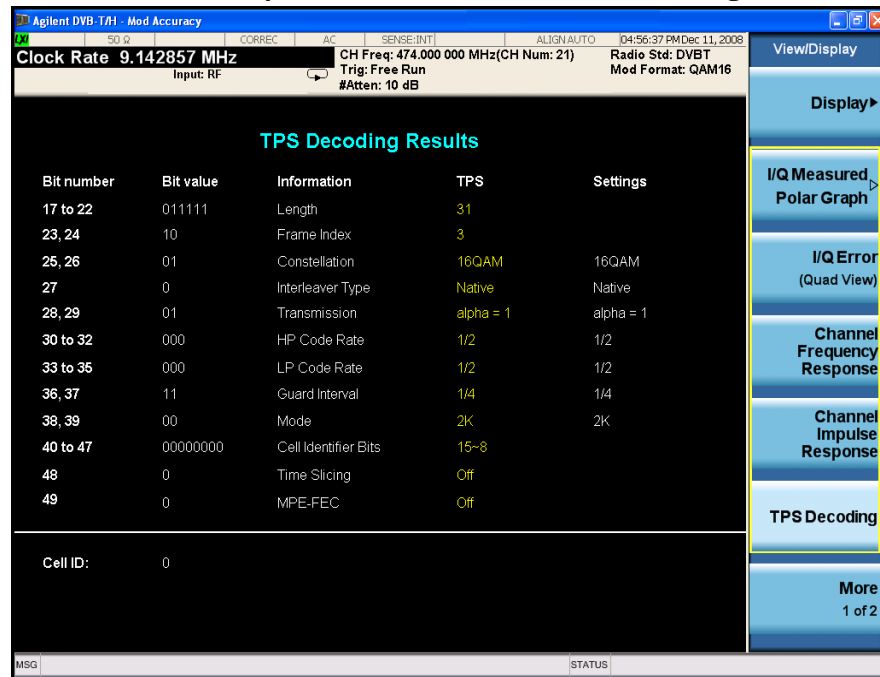 Agilent DVB-T/H - Mod Accuracy
LXI 50 Ω CORREC AC SENSE:INT ALIGN AUTO 04:56:37 PM Dec 11, 2008
Clock Rate 9.142857 MHz
Input: RF
CH Freq: 474.000 000 MHz(CH Num: 21)
Trig: Free Run
#Atten: 10 dB
Radio Std: DVBT
Mod Format: QAM16
TPS Decoding Results
Bit number Bit value Information TPS Settings
17 to 22 011111 Length 31
23, 24 10 Frame Index 3
25, 26 01 Constellation 16QAM 16QAM
27 0 Interleaver Type Native Native
28, 29 01 Transmission alpha = 1 alpha = 1
30 to 32 000 HP Code Rate 1/2 1/2
33 to 35 000 LP Code Rate 1/2 1/2
36, 37 11 Guard Interval 1/4 1/4
38, 39 00 Mode 2K 2K
40 to 47 00000000 Cell Identifier Bits 15~8
48 0 Time Slicing Off
49 0 MPE-FEC Off
Cell ID: 0
MSG STATUS
View/Display
Display
I/Q Measured
Polar Graph
I/Q Error
(Quad View)
Channel
Frequency
Response
Channel
Impulse
Response
TPS Decoding
More
1 of 2